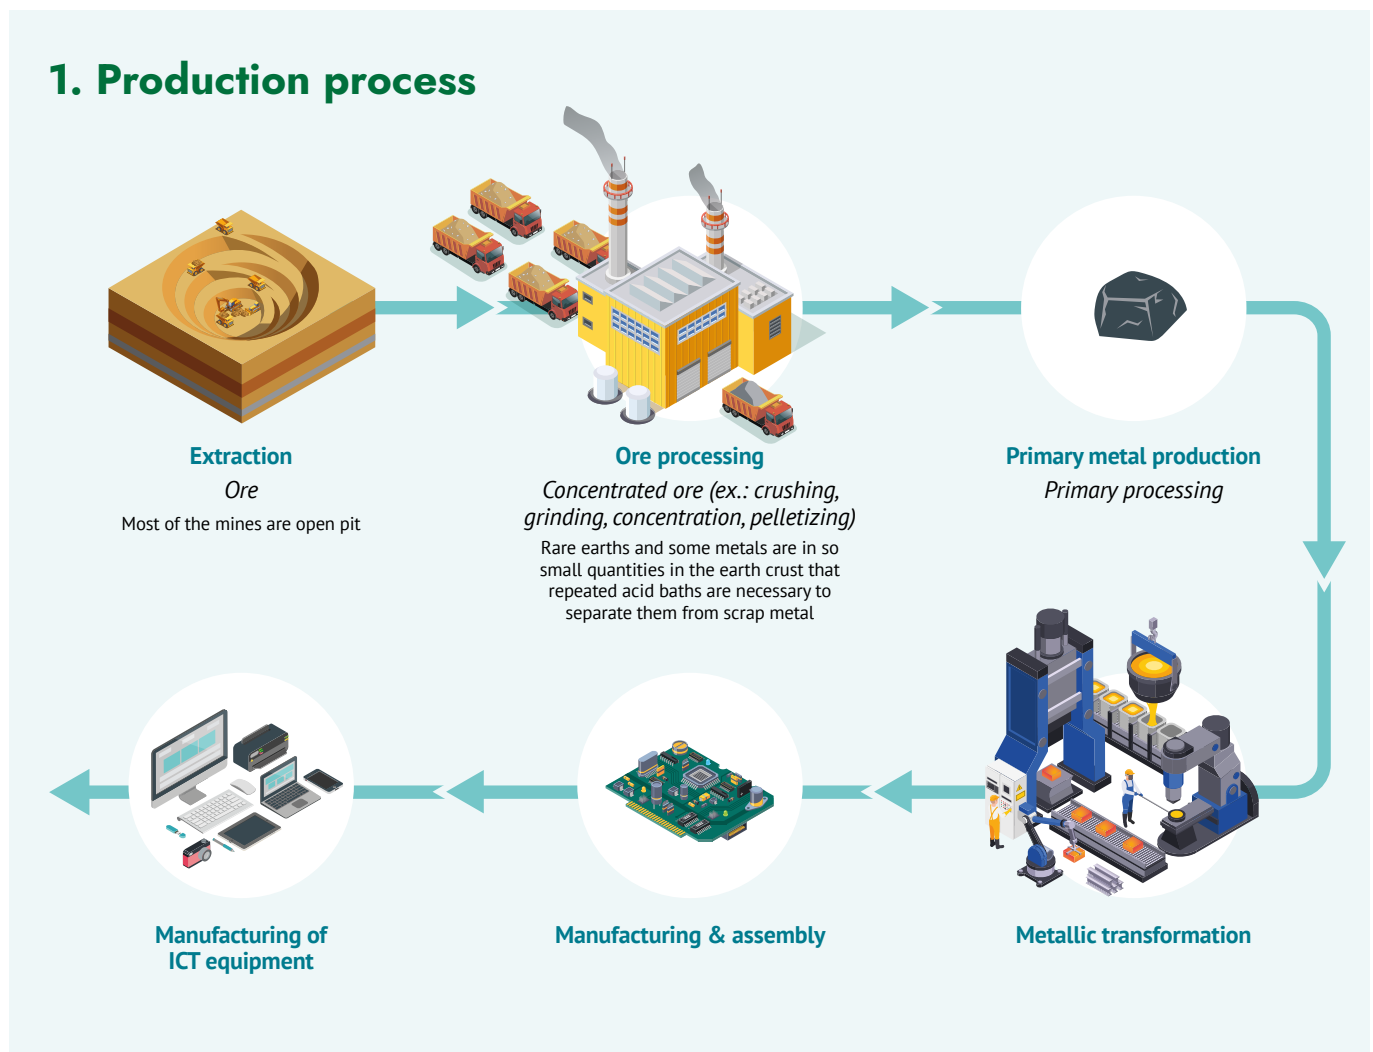 1. Production process
Extraction
Ore
Most of the mines are open pit
Ore processing
Concentrated ore (ex.: crushing,
grinding, concentration, pelletizing)
Rare earths and some metals are in so
small quantities in the earth crust that
repeated acid baths are necessary to
separate them from scrap metal
Primary metal production
Primary processing
Metallic transformation
Manufacturing & assembly
Manufacturing of
ICT equipment